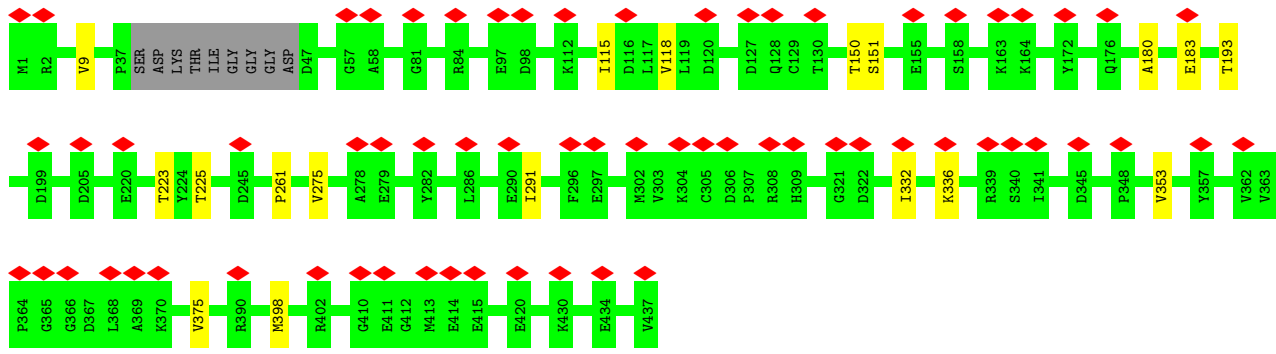 M1 R2 V9 P37 SER ASP LYS THR ILE GLY GLY GLY ASP D47 G57 A58 G81 R84 E97 D98 K112 I115 D116 L117 V118 L119 D120 D127 Q128 C129 T130 T150 S151 E155 S158 K163 K164 Y172 Q176 A180 E183 T193
D199 D205 E220 T223 Y224 T225 D245 P261 V275 A278 E279 Y282 L286 E290 I291 F296 E297 M302 V303 K304 C305 D306 P307 R308 H309 G321 D322 I332 K336 R339 S340 I341 D345 P348 V353 Y357 V362 V363
P364 G365 G366 D367 L368 A369 K370 V375 R390 M398 R402 G410 E411 G412 M413 E414 E415 E420 K430 E434 V437